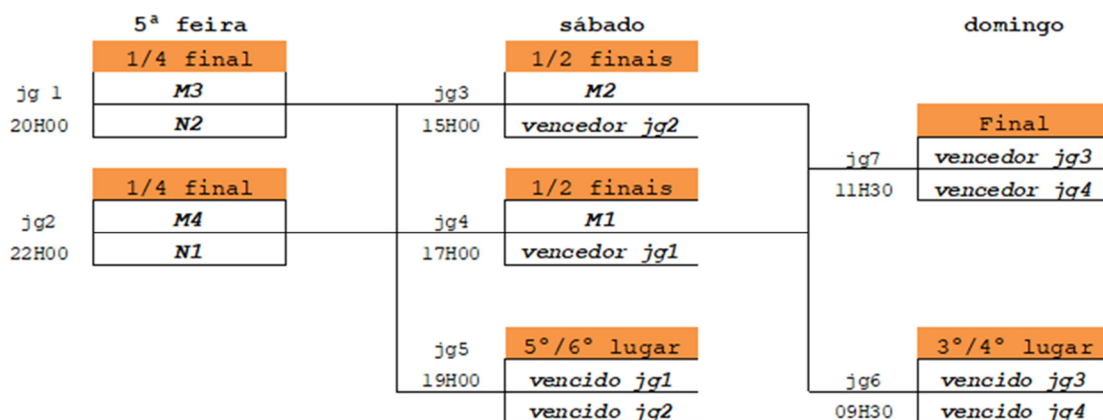 5ª feira
sábado
domingo
1/4 final
1/2 finais
jg 1
M3
jg3
M2
20H00
N2
15H00
vencedor jg2
Final
jg7
vencedor jg3
1/4 final
1/2 finais
11H30
vencedor jg4
jg2
M4
jg4
M1
22H00
N1
17H00
vencedor jg1
jg5
5º/6º lugar
3º/4º lugar
19H00
vencido jg1
jg6
vencido jg3
vencido jg2
09H30
vencido jg4